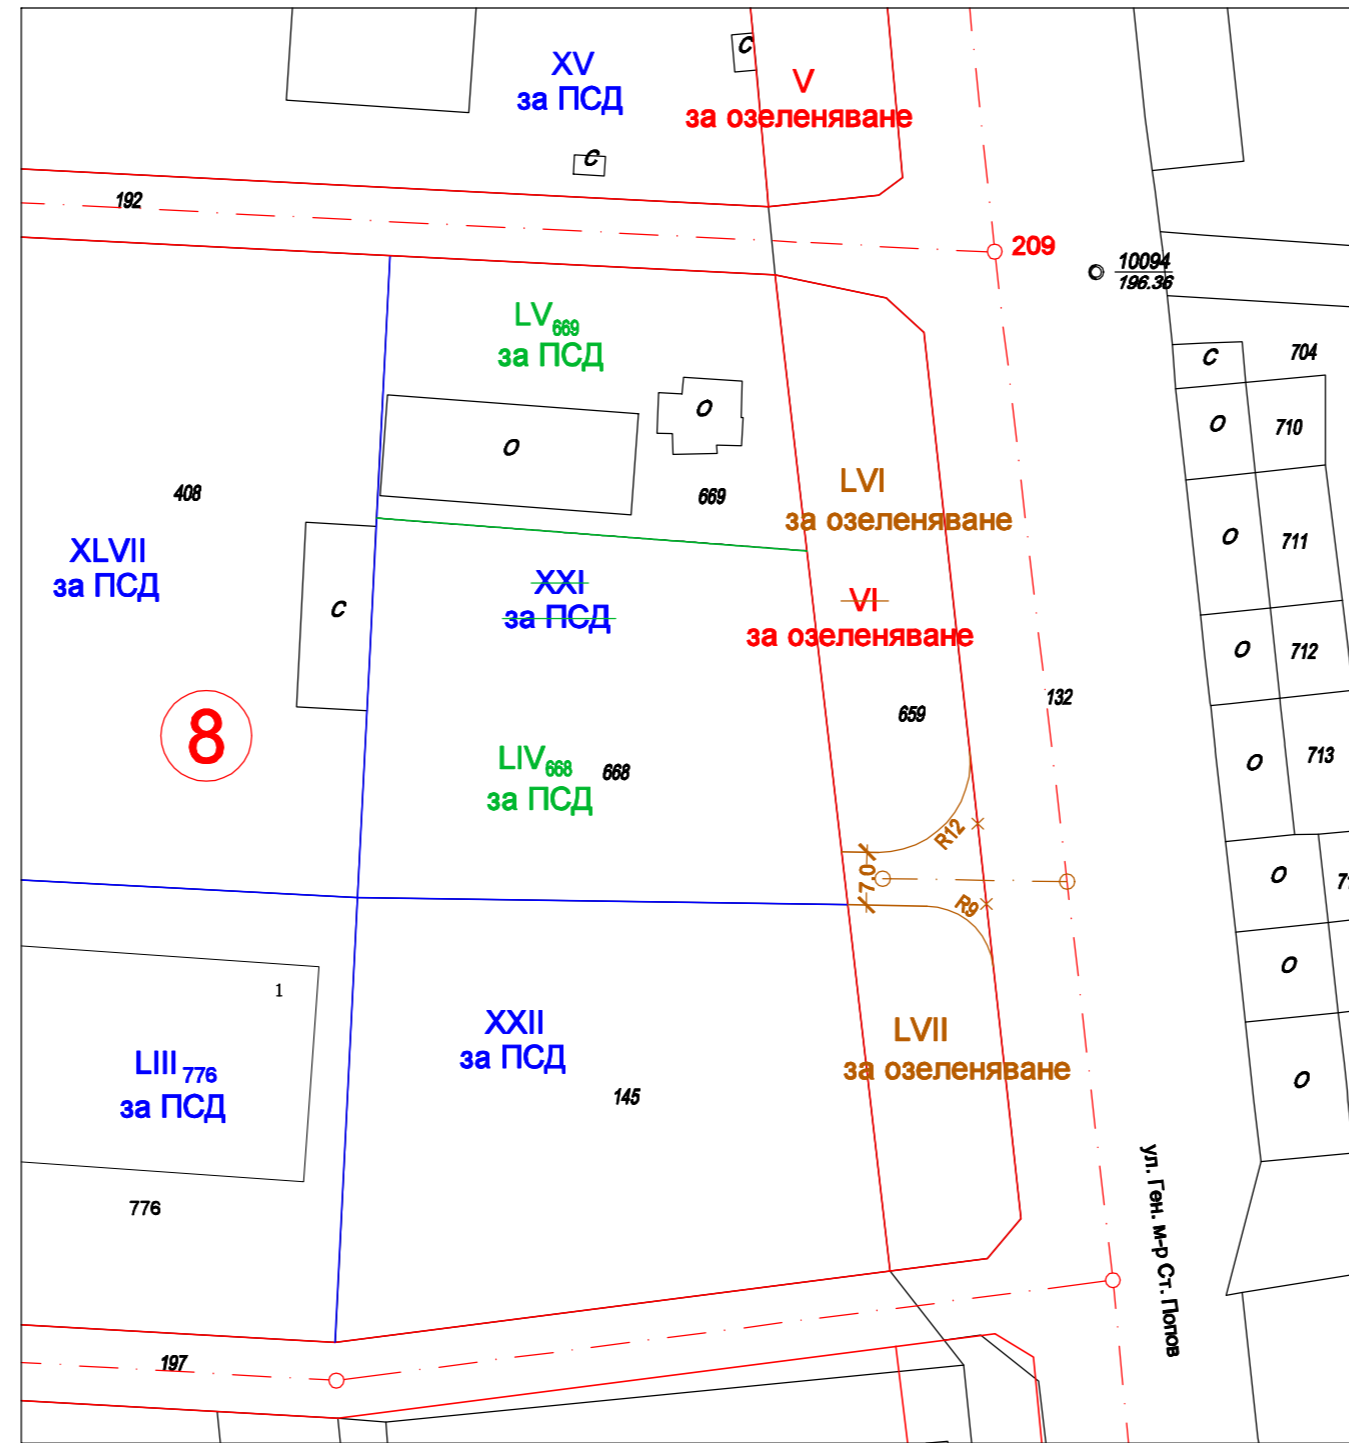 C
XV
за ПСД
V
за озеленяване
C
192
209
10094
196.36
LV669
за ПСД
C
704
O
O
O
710
408
669
LVI
за озеленяване
XLVII
за ПСД
O
711
XXI
за ПСД
VI
за озеленяване
C
O
712
132
659
8
LIV668
за ПСД
668
O
713
R12
7.0
R9
O
71
1
O
XXII
за ПСД
LVII
за озеленяване
LIII 776
за ПСД
145
O
776
ул. Ген. м-р Ст. Попов
197